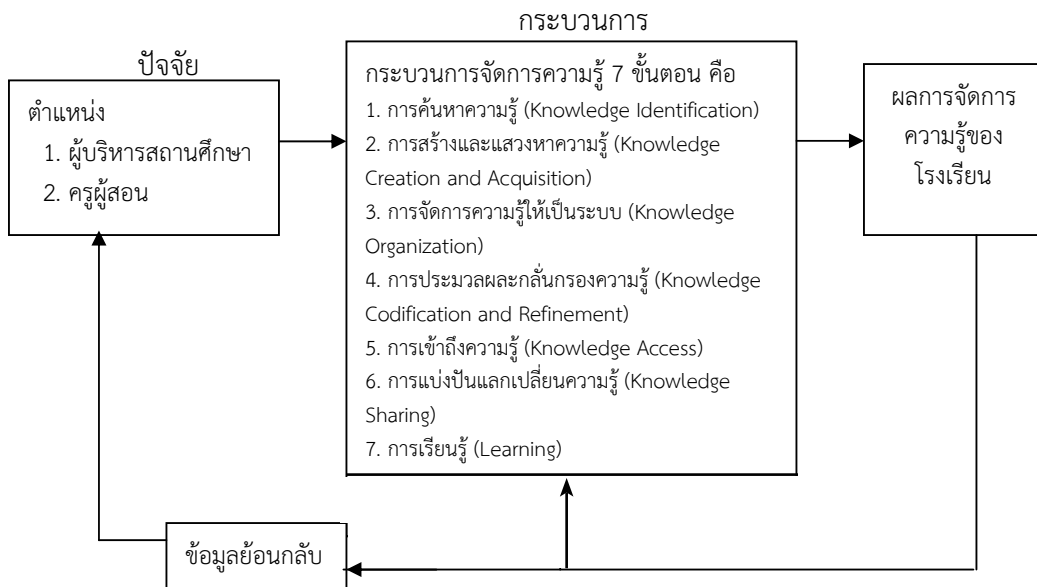 กระบวนการ
ปัจจัย
ตำแหน่ง
1. ผู้บริหารสถานศึกษา
2. ครูผู้สอน
กระบวนการจัดการความรู้ 7 ขั้นตอน คือ
1. การค้นหาความรู้ (Knowledge Identification)
2. การสร้างและแสวงหาความรู้ (Knowledge
Creation and Acquisition)
3. การจัดการความรู้ให้เป็นระบบ (Knowledge
Organization)
4. การประมวลผละกลั่นกรองความรู้ (Knowledge
Codification and Refinement)
5. การเข้าถึงความรู้ (Knowledge Access)
6. การแบ่งปันแลกเปลี่ยนความรู้ (Knowledge
Sharing)
7. การเรียนรู้ (Learning)
ผลการจัดการ
ความรู้ของ
โรงเรียน
ข้อมูลย้อนกลับ